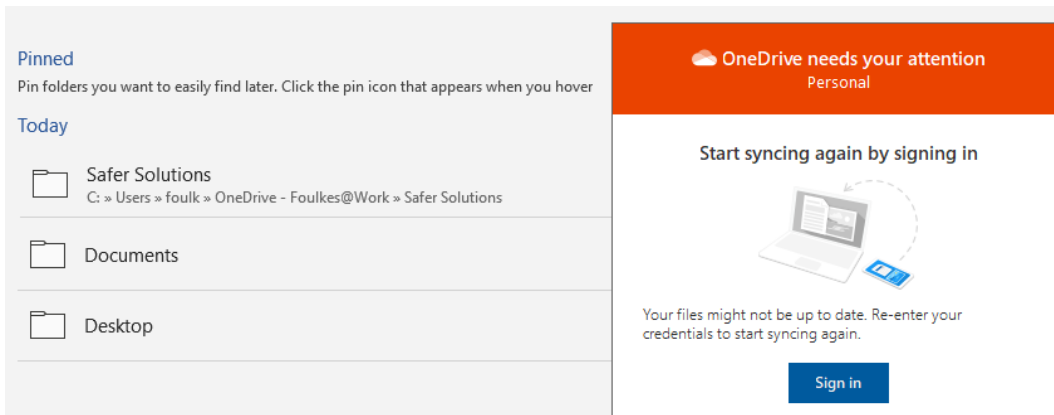 Pinned
Pin folders you want to easily find later. Click the pin icon that appears when you hover
Today
Safer Solutions
C: » Users » foulk » OneDrive - Foulkes@Work » Safer Solutions
Documents
Desktop
OneDrive needs your attention
Personal
Start syncing again by signing in
Your files might not be up to date. Re-enter your
credentials to start syncing again.
Sign in